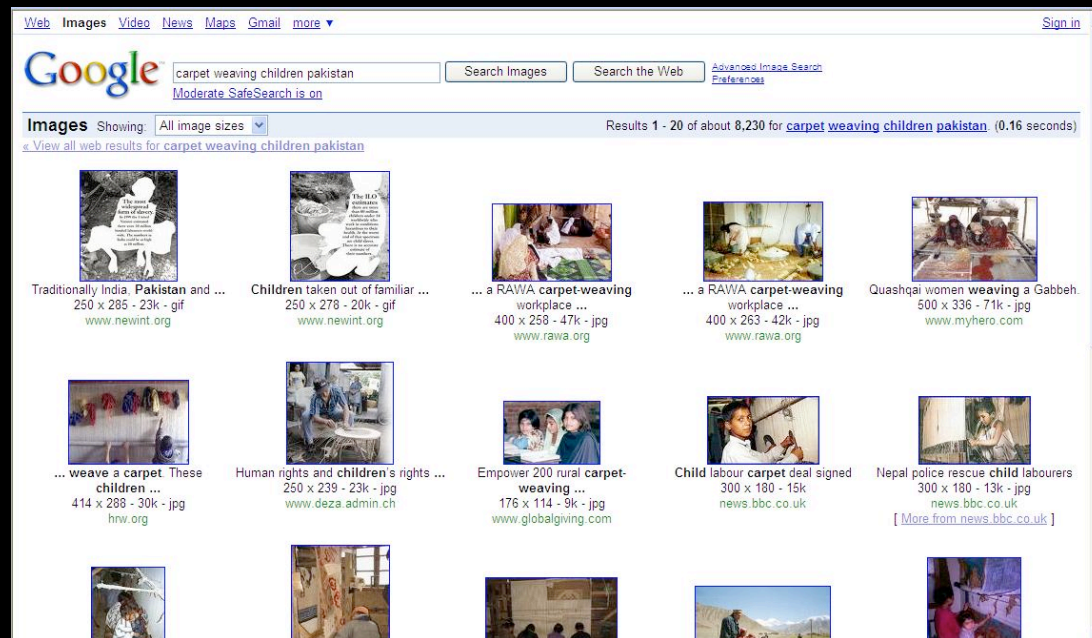 Web Images Video News Maps Gmail more ▼ Sign in
Google carpet weaving children pakistan Search Images Search the Web Advanced Image Search
Preferences
Moderate SafeSearch is on
Images Showing: All image sizes Results 1 - 20 of about 8,230 for carpet weaving children pakistan. (0.16 seconds)
« View all web results for carpet weaving children pakistan
The most
widespread
form of slavery.
The ILO
estimates
Traditionally India, Pakistan and ...
250 x 285 - 23k - gif
www.newint.org
Children taken out of familiar ...
250 x 278 - 20k - gif
www.newint.org
... a RAWA carpet-weaving
workplace ...
400 x 258 - 47k - jpg
www.rawa.org
... a RAWA carpet-weaving
workplace ...
400 x 263 - 42k - jpg
www.rawa.org
Quashqai women weaving a Gabbeh.
500 x 336 - 71k - jpg
www.myhero.com
... weave a carpet. These
children ...
414 x 288 - 30k - jpg
hrw.org
Human rights and children's rights ...
250 x 239 - 23k - jpg
www.deza.admin.ch
Empower 200 rural carpet-
weaving ...
176 x 114 - 9k - jpg
www.globalgiving.com
Child labour carpet deal signed
300 x 180 - 15k
news.bbc.co.uk
Nepal police rescue child labourers
300 x 180 - 13k - jpg
news.bbc.co.uk
[ More from news.bbc.co.uk ]